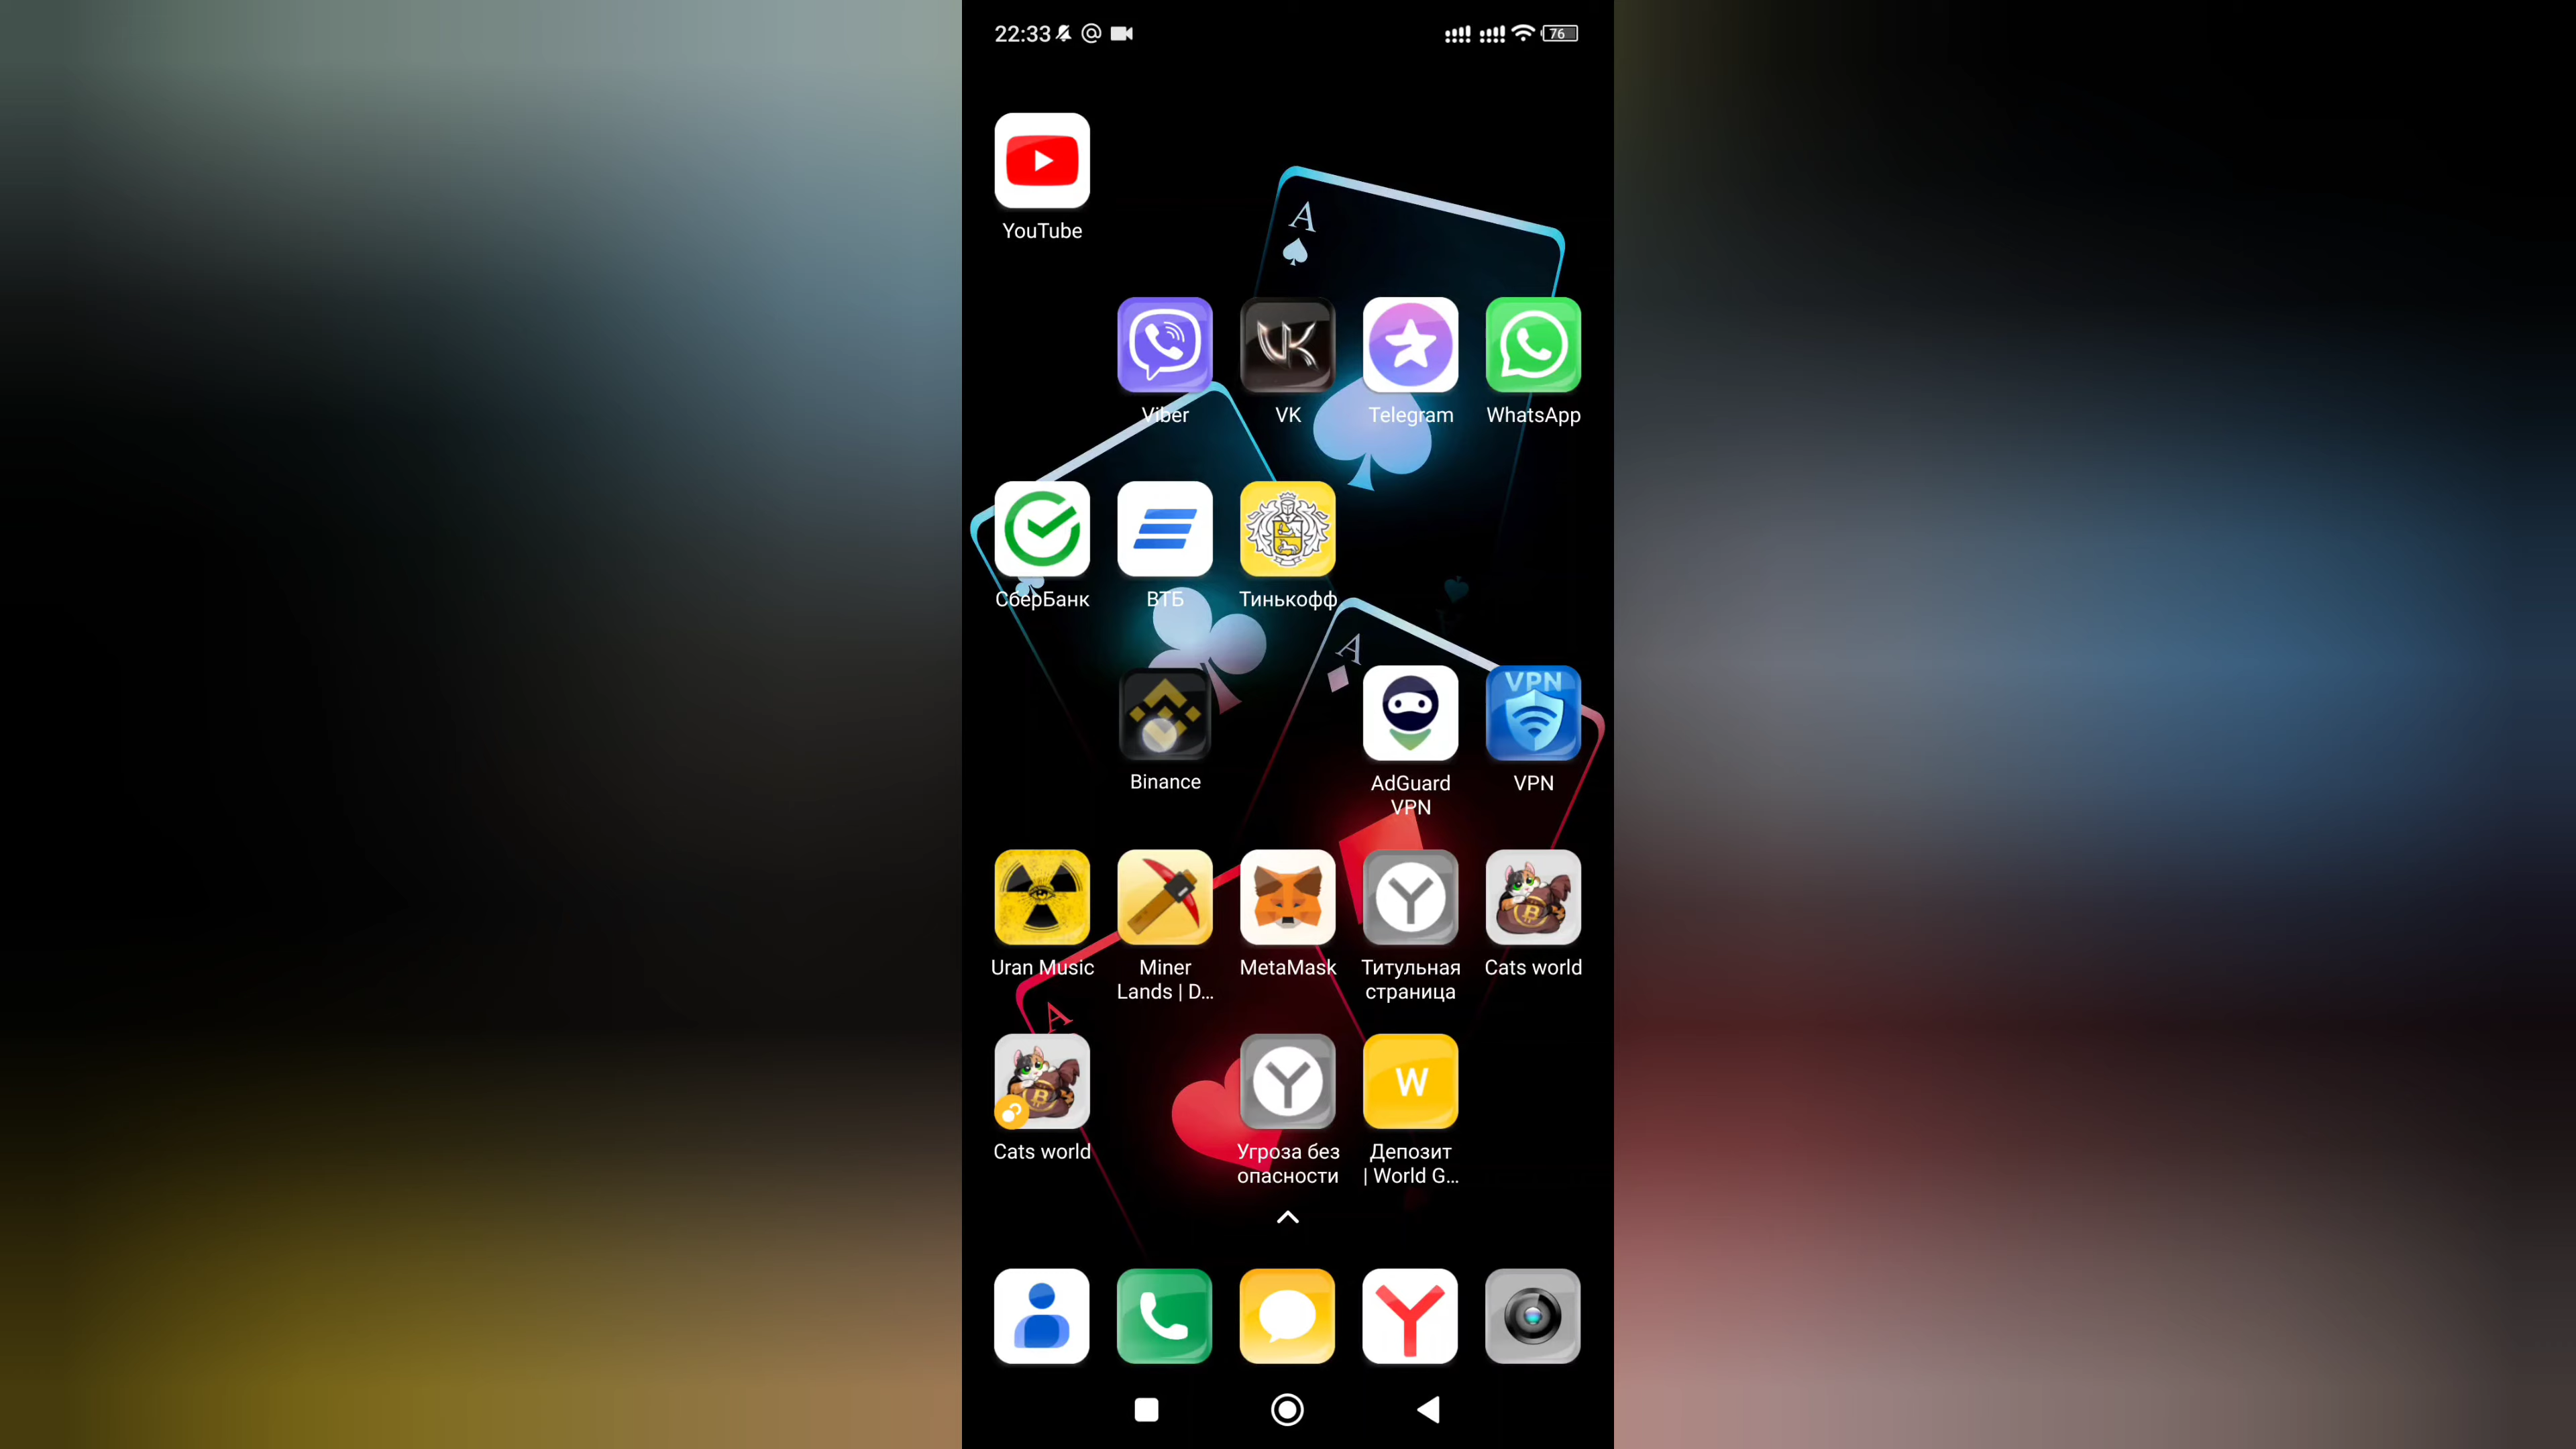 22:33
76
YouTube
A
Viber
VK
Telegram
WhatsApp
СберБанк
ВТБ
Тинькофф
A
VPN
Binance
AdGuard
VPN
VPN
Uran Music
Miner
Lands | D...
MetaMask
Титульная
страница
Cats world
A
W
Cats world
Угроза без
опасности
Депозит
| World G...